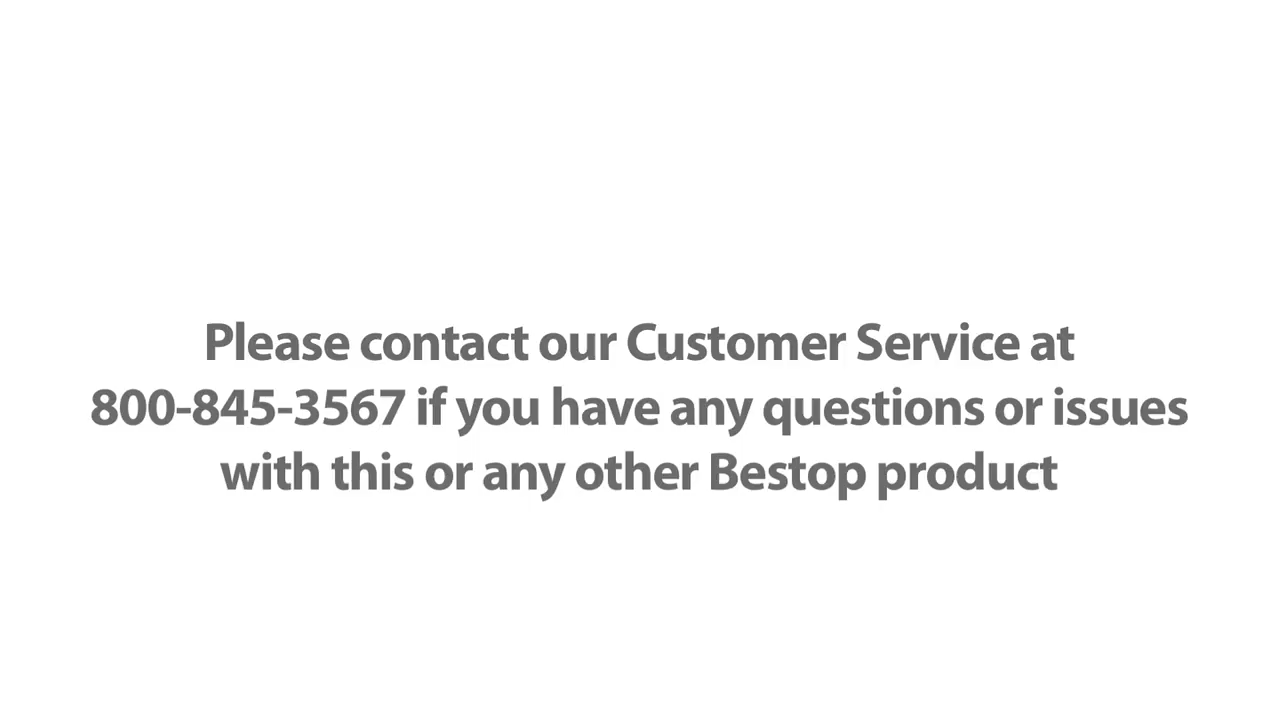 Please contact our Customer Service at
800-845-3567 if you have any questions or issues
with this or any other Bestop product